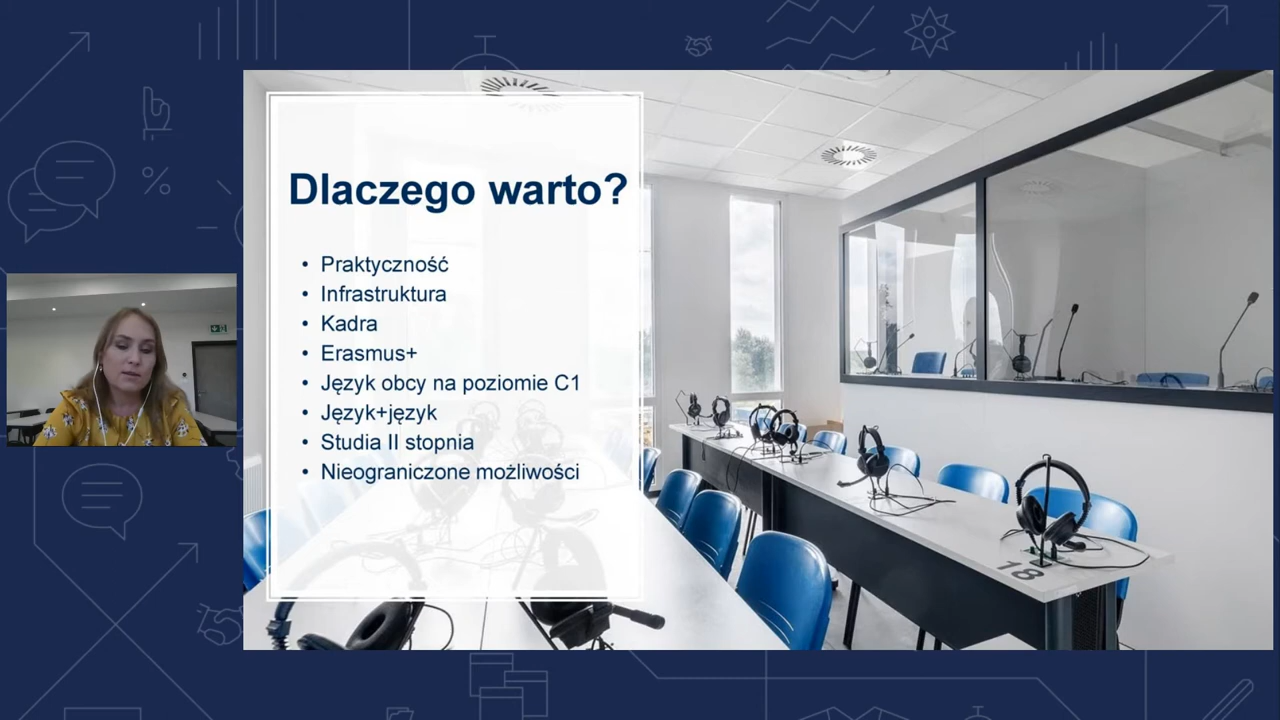 Dlaczego warto?
• Praktyczność
• Infrastruktura
• Kadra
• Erasmus+
• Język obcy na poziomie C1
• Język+język
• Studia II stopnia
• Nieograniczone możliwości
18
%